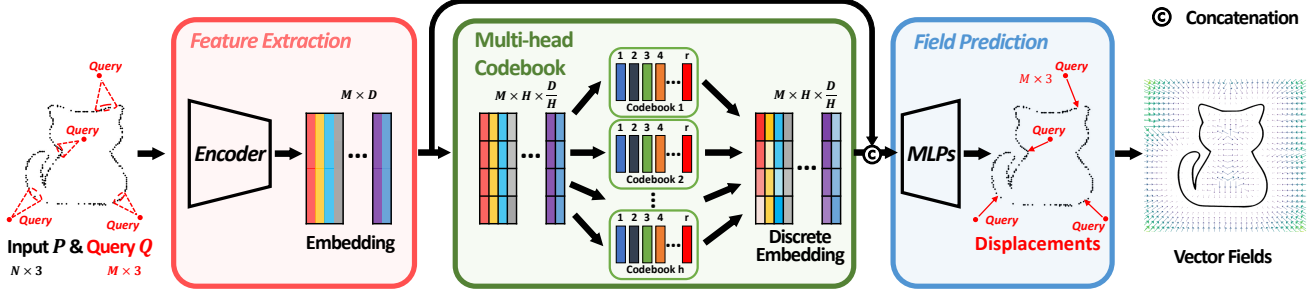 Query
Query
Query
Query
Input P & Query Q
N × 3
M × 3
Feature Extraction
Encoder
M × D
Embedding
Multi-head
Codebook
M × H × D/H
1 2 3 4 r
Codebook 1
1 2 3 4 r
Codebook 2
1 2 3 4 r
Codebook h
M × H × D/H
Discrete
Embedding
C
Field Prediction
MLPs
M × 3
Query
Query
Query
Query
Displacements
C Concatenation
Vector Fields